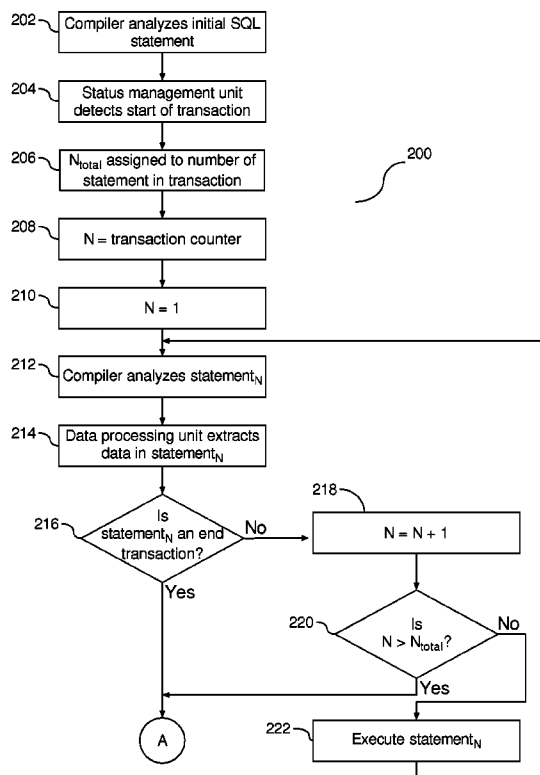 202
Compiler analyzes initial SQL
statement
204
Status management unit
detects start of transaction
206
Ntotal assigned to number of
statement in transaction
200
208
N = transaction counter
210
N = 1
212
Compiler analyzes statementN
214
Data processing unit extracts
data in statementN
216
Is
statementN an end
transaction?
No
Yes
218
N = N + 1
220
Is
N > Ntotal?
No
Yes
A
222
Execute statementN